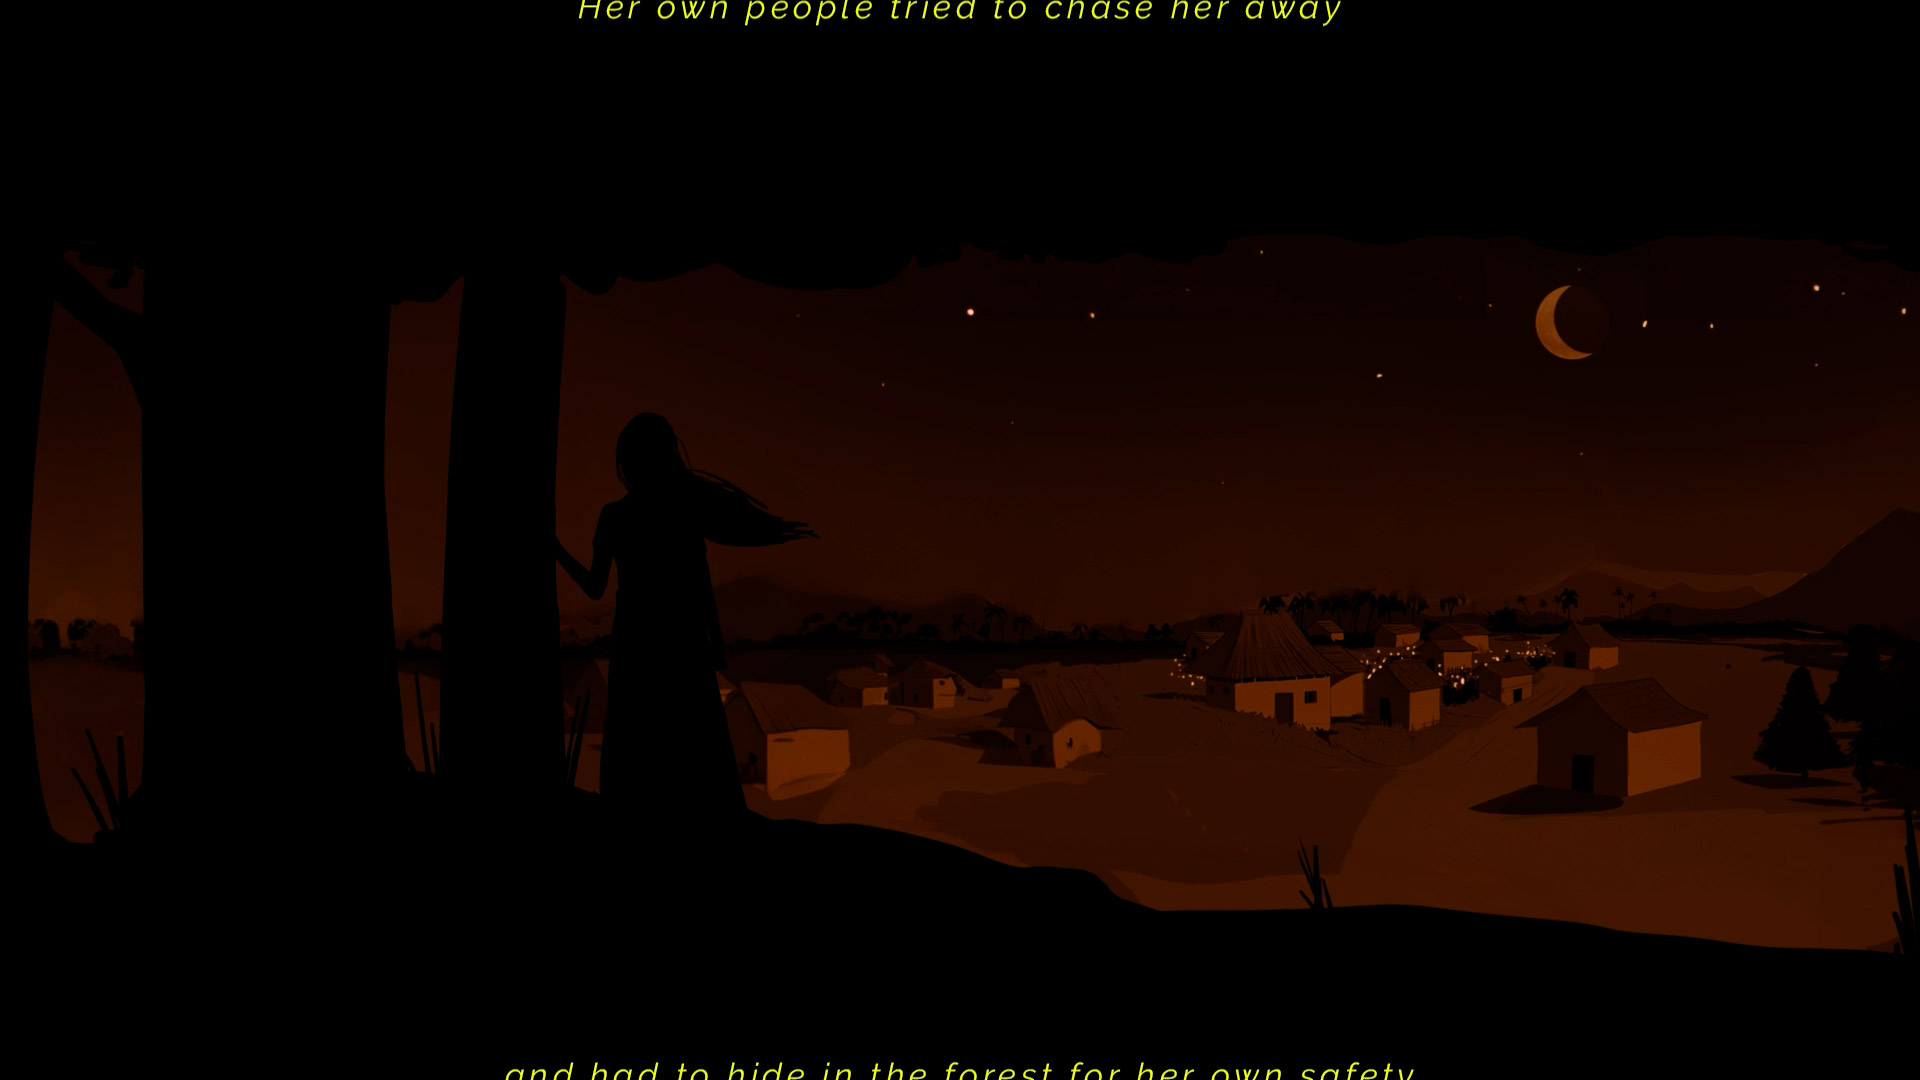 Her own people tried to chase her away
and had to hide in the forest for her own safety